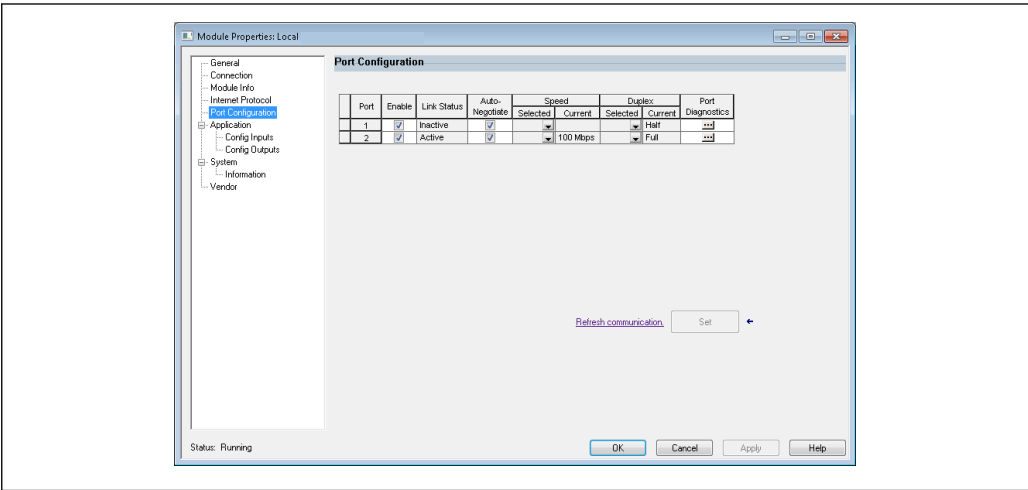 Module Properties: Local
General
Connection
Module Info
Internet Protocol
Port Configuration
Application
Config Inputs
Config Outputs
System
Information
Vendor
Port Configuration
Port Enable Link Status Auto-Negotiate Speed Duplex Port Diagnostics
Selected Current Selected Current
1 Inactive Half ...
2 Active 100 Mbps Full ...
Refresh communication. Set
Status: Running
OK Cancel Apply Help